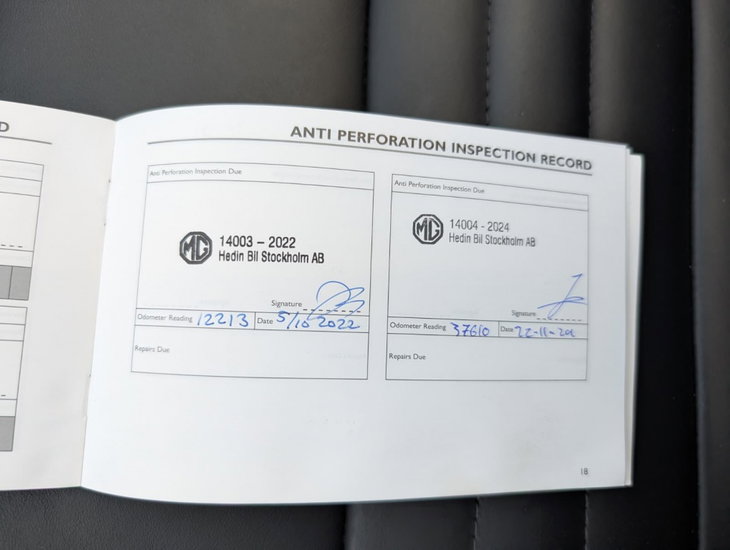 D
ANTI PERFORATION INSPECTION RECORD
Anti Perforation Inspection Due
MG
14003 – 2022
Hedin Bil Stockholm AB
Signature
Odometer Reading 12213 Date 5/10 2022
Repairs Due
Anti Perforation Inspection Due
MG
14004 - 2024
Hedin Bil Stockholm AB
Signature
Odometer Reading 37610 Date 22-11-202
Repairs Due
18